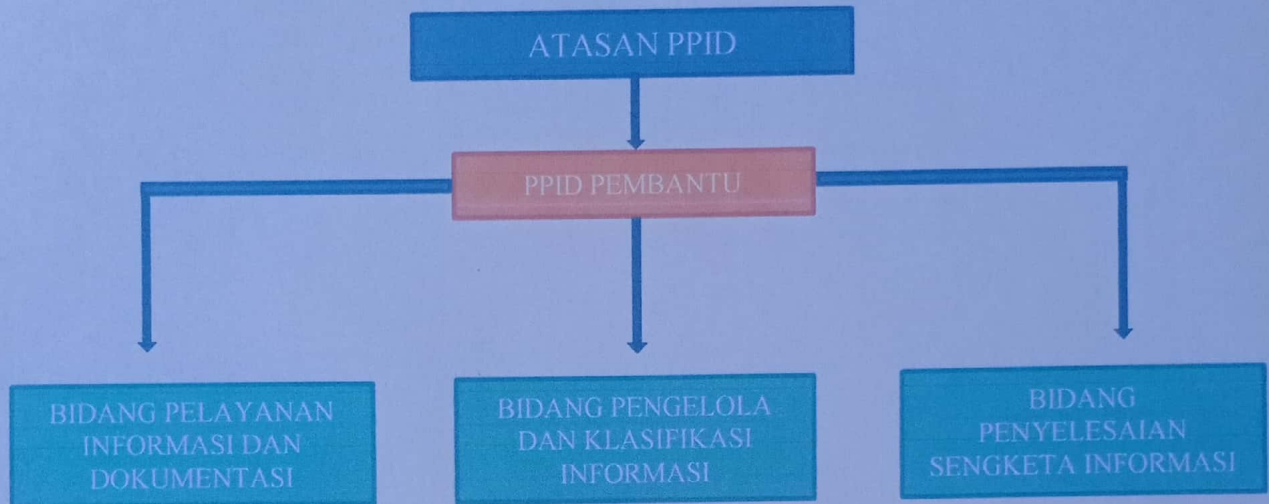 ATASAN PPID
PPID PEMBANTU
BIDANG PELAYANAN
INFORMASI DAN
DOKUMENTASI
BIDANG PENGELOLA
DAN KLASIFIKASI
INFORMASI
BIDANG
PENYELESAIAN
SENGKETA INFORMASI